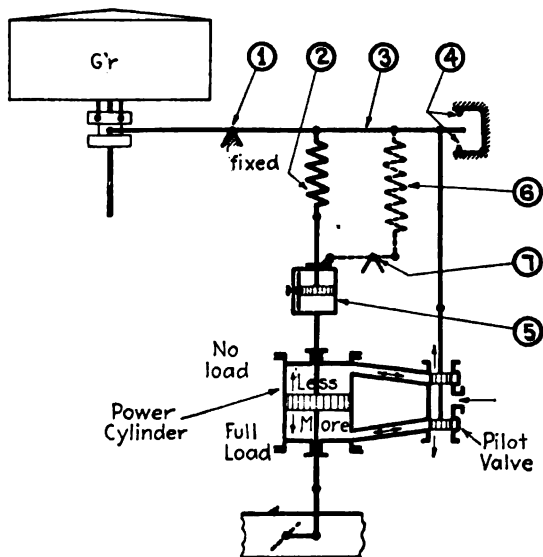 G'r
1
2
3
4
fixed
6
7
5
No
load
Less
Power
Cylinder
More
Full
Load
Pilot
Valve